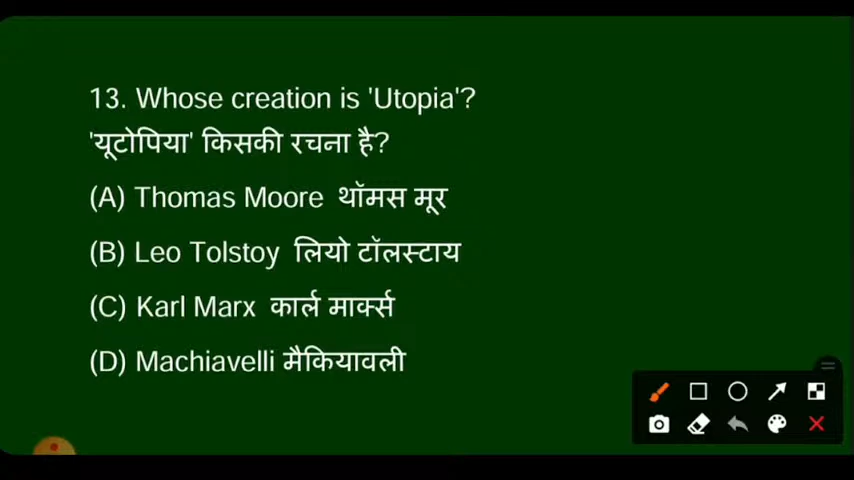 13. Whose creation is 'Utopia'?
'यूटोपिया' किसकी रचना है?
(A) Thomas Moore थॉमस मूर
(B) Leo Tolstoy लियो टॉलस्टाय
(C) Karl Marx कार्ल मार्क्स
(D) Machiavelli मैकियावली